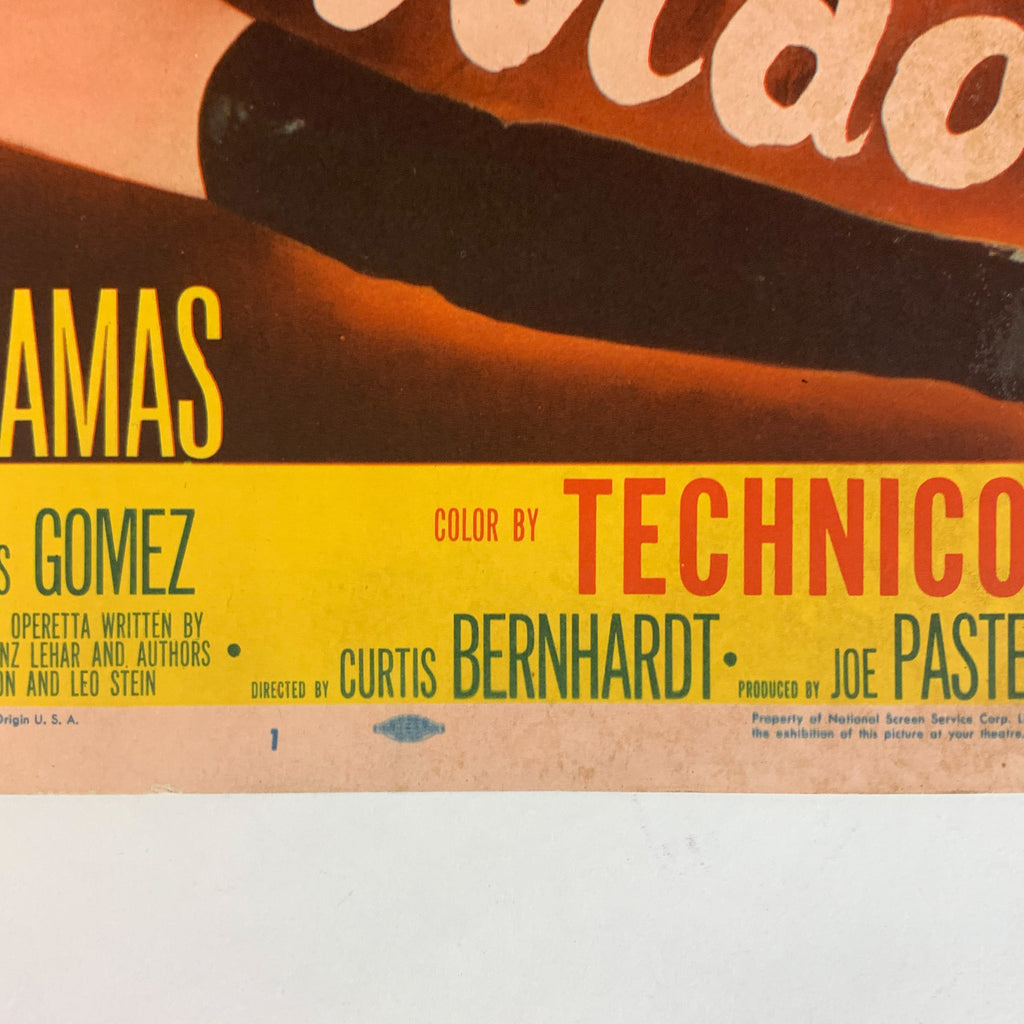 ido
AMAS
S GOMEZ
COLOR BY TECHNICO
OPERETTA WRITTEN BY
NZ LEHAR AND AUTHORS •
ON AND LEO STEIN
DIRECTED BY CURTIS BERNHARDT • PRODUCED BY JOE PASTE
Origin U. S. A.
1
Property of National Screen Service Corp. L
the exhibition of this picture at your theatre.